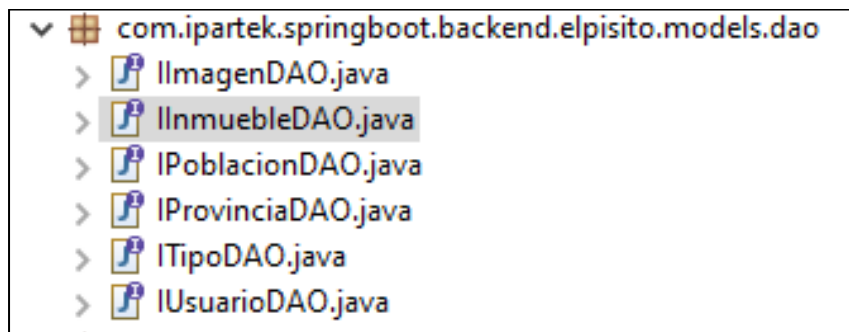 com.ipartek.springboot.backend.elpisito.models.dao
IImagenDAO.java
IInmuebleDAO.java
IPoblacionDAO.java
IProvinciaDAO.java
ITipoDAO.java
IUsuarioDAO.java